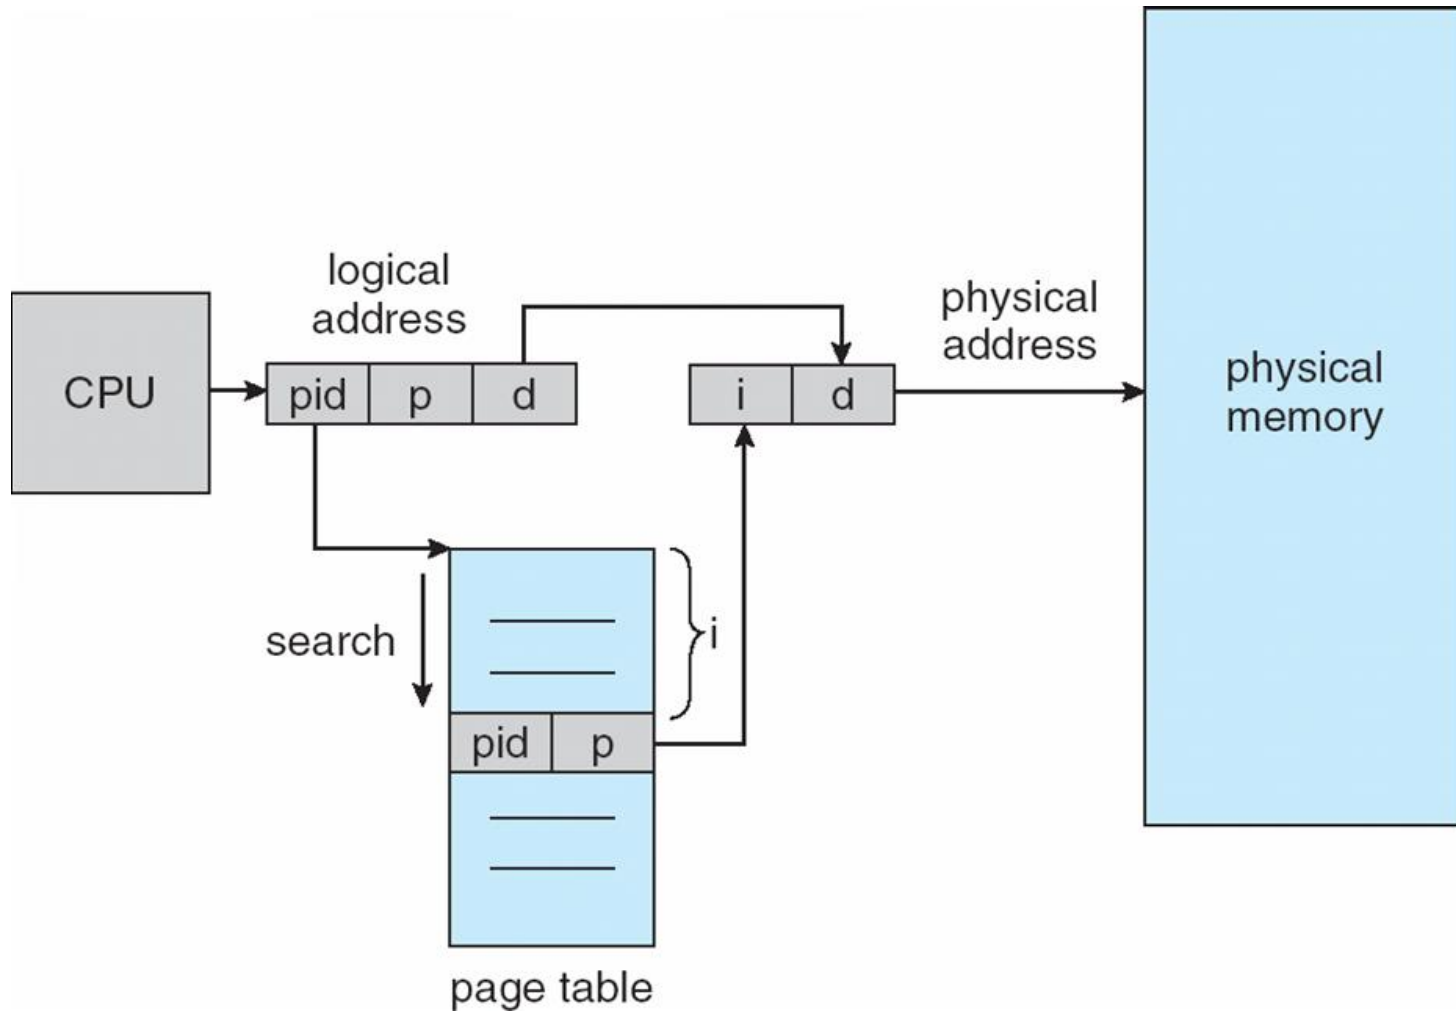 logical
address
physical
address
CPU
pid
p
d
i
d
physical
memory
search
i
pid
p
page table